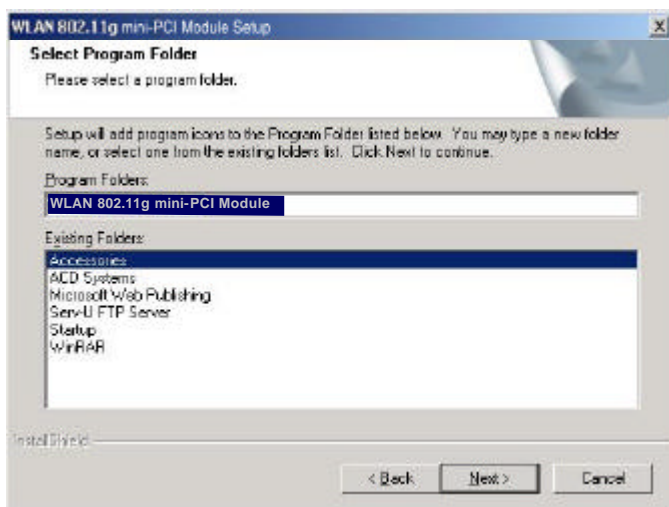 WLAN 802.11g mini-PCI Module Setup
Select Program Folder
Please select a program folder.
Setup will add program icons to the Program Folder listed below. You may type a new folder
name, or select one from the existing folders list. Click Next to continue.
Program Folders:
WLAN 802.11g mini-PCI Module
Existing Folders:
Accessories
ACD Systems
Microsoft Web Publishing
Serv-U FTP Server
Startup
WinRAR
InstallShield
< Back
Next >
Cancel